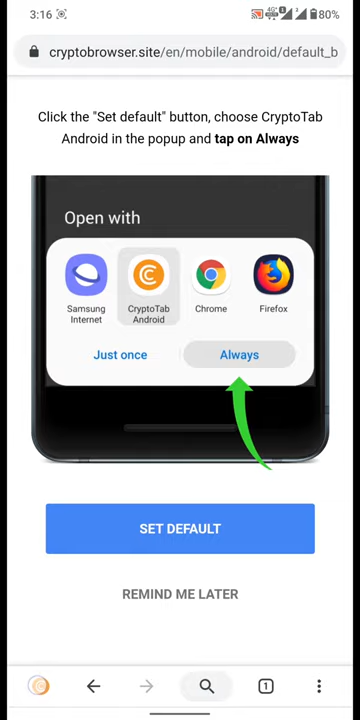 3:16 4G 1 80%
cryptobrowser.site/en/mobile/android/default_b
Click the "Set default" button, choose CryptoTab
Android in the popup and tap on Always
Open with
Samsung Internet
CryptoTab Android
Chrome
Firefox
Just once Always
SET DEFAULT
REMIND ME LATER
1